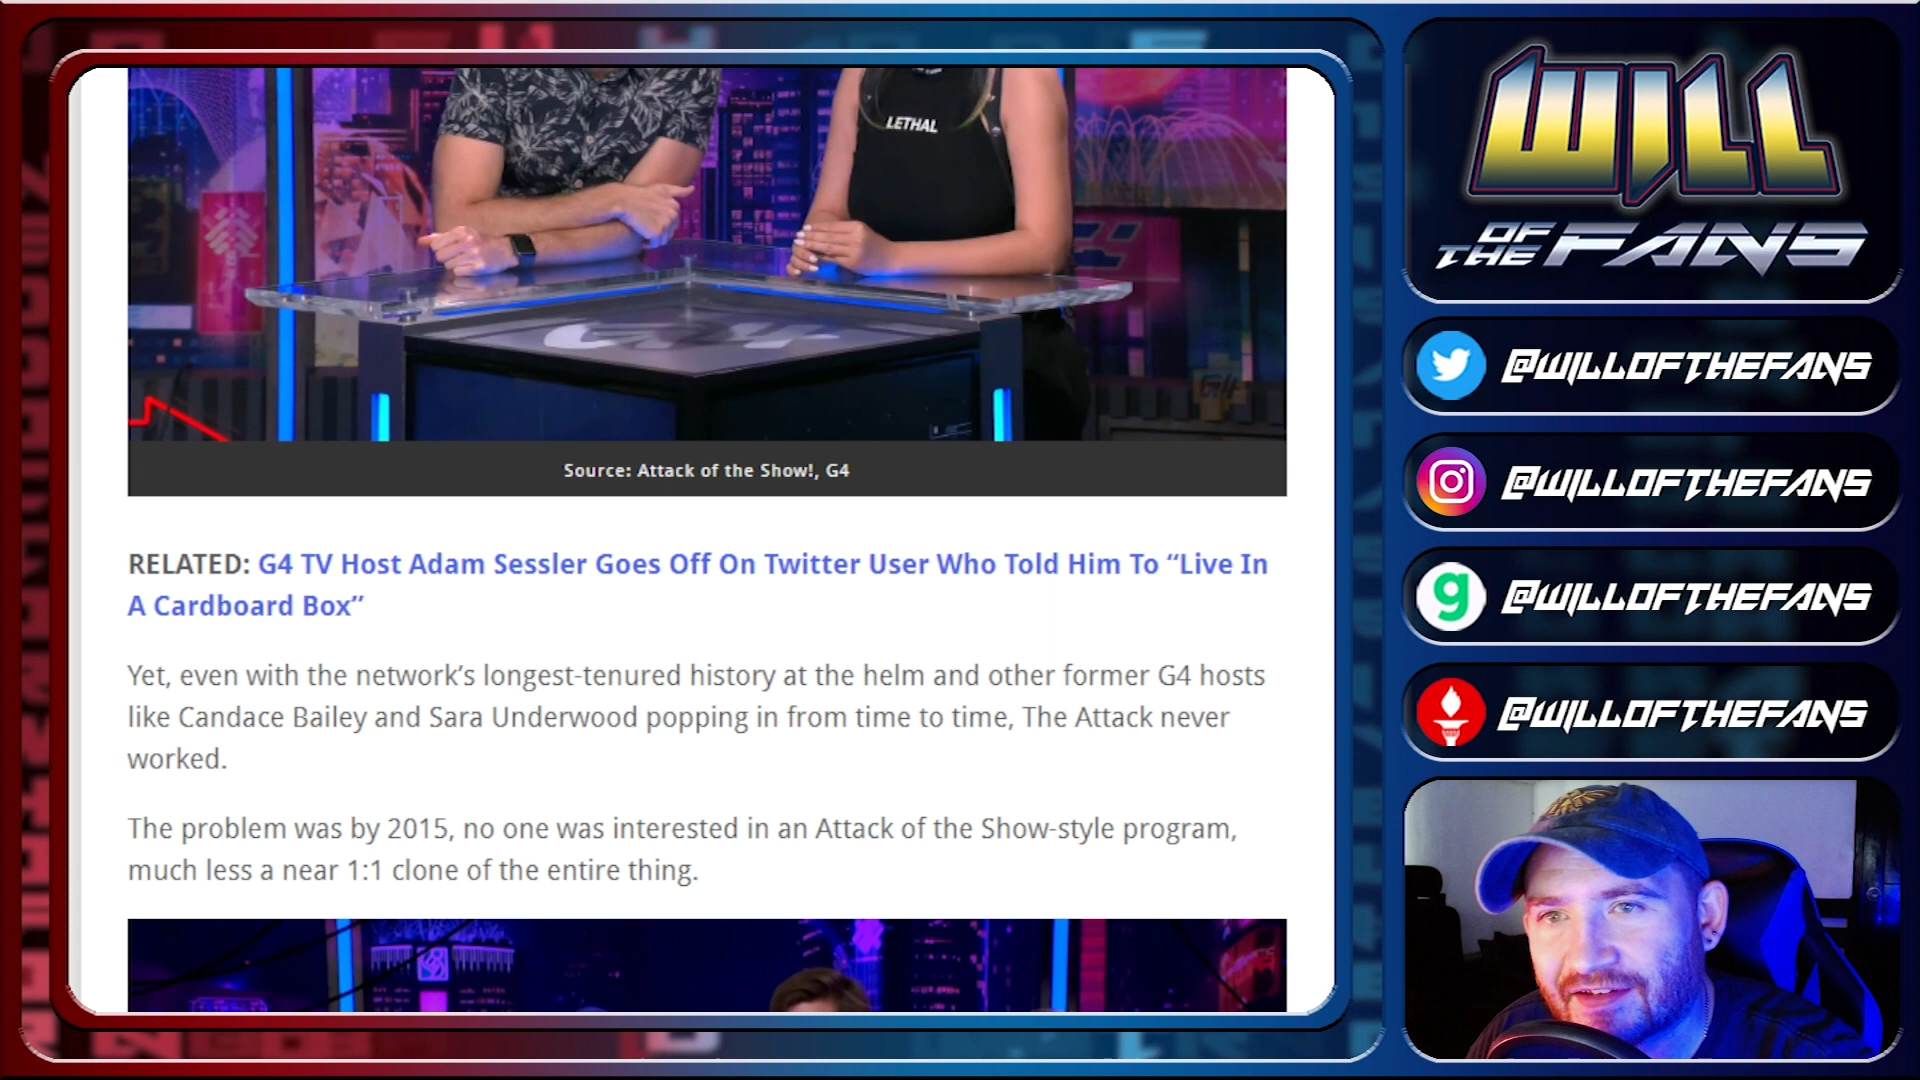 LETHAL
Source: Attack of the Show!, G4
RELATED: G4 TV Host Adam Sessler Goes Off On Twitter User Who Told Him To “Live In
A Cardboard Box”
Yet, even with the network’s longest-tenured history at the helm and other former G4 hosts
like Candace Bailey and Sara Underwood popping in from time to time, The Attack never
worked.
The problem was by 2015, no one was interested in an Attack of the Show-style program,
much less a near 1:1 clone of the entire thing.
WILL
OF
THE FANS
@WILLOFTHEFANS
@WILLOFTHEFANS
g @WILLOFTHEFANS
@WILLOFTHEFANS